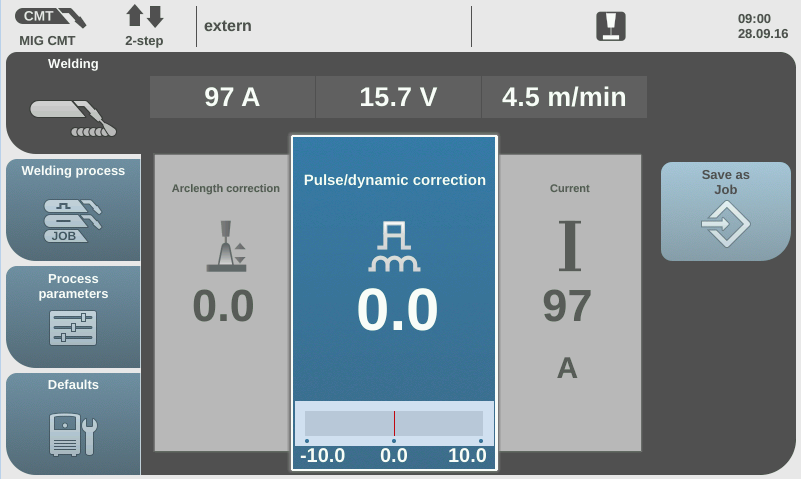 CMT
MIG CMT
2-step
extern
09:00
28.09.16
Welding
97 A
15.7 V
4.5 m/min
Welding process
JOB
Process
parameters
Defaults
Arclength correction
0.0
Pulse/dynamic correction
0.0
-10.0 0.0 10.0
Current
I
97
A
Save as
Job